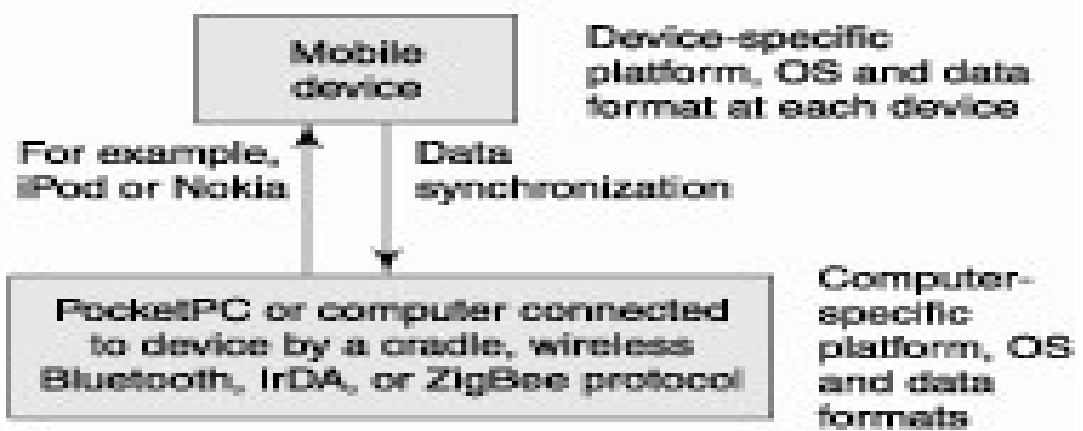 Mobile
device
Device-specific
platform, OS and data
format at each device
For example,
iPod or Nokia
Data
synchronization
PocketPC or computer connected
to device by a cradle, wireless
Bluetooth, IrDA, or ZigBee protocol
Computer-
specific
platform, OS
and data
formats